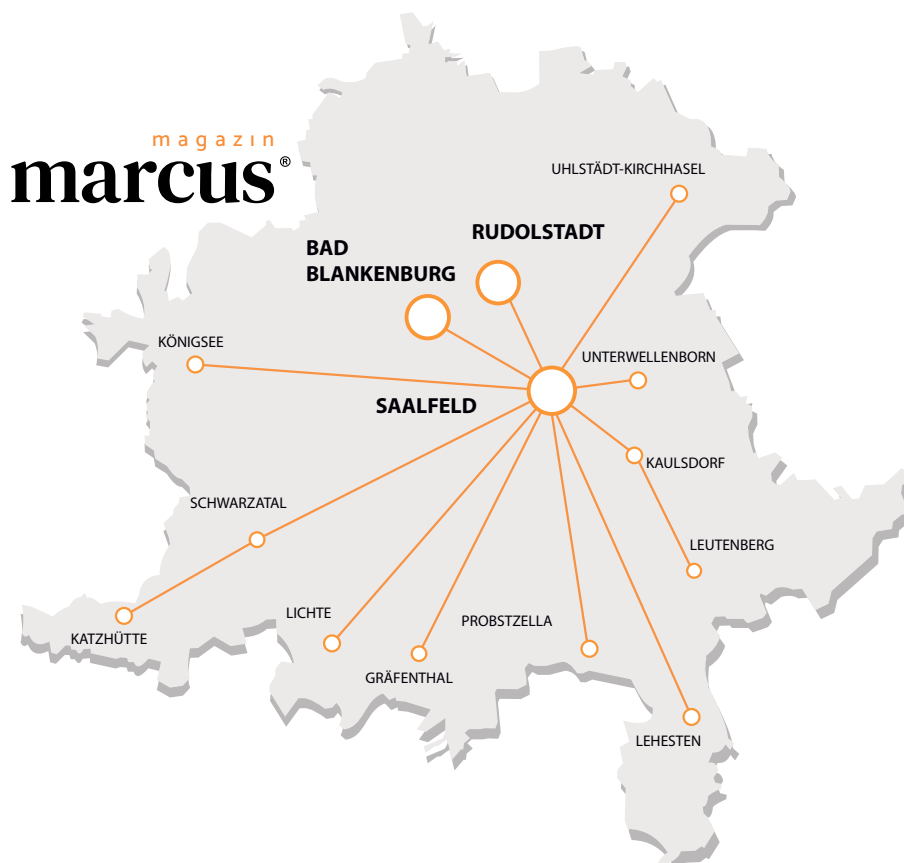 magazin
marcus®
UHLSTÄDT-KIRCHHASEL
RUDOLSTADT
BAD
BLANKENBURG
KÖNIGSEE
UNTERWELLENBORN
SAALFELD
KAULSDORF
SCHWARZATAL
LEUTENBERG
LICHTE
PROBSTZELLA
KATZHÜTTE
GRÄFENTHAL
LEHESTEN